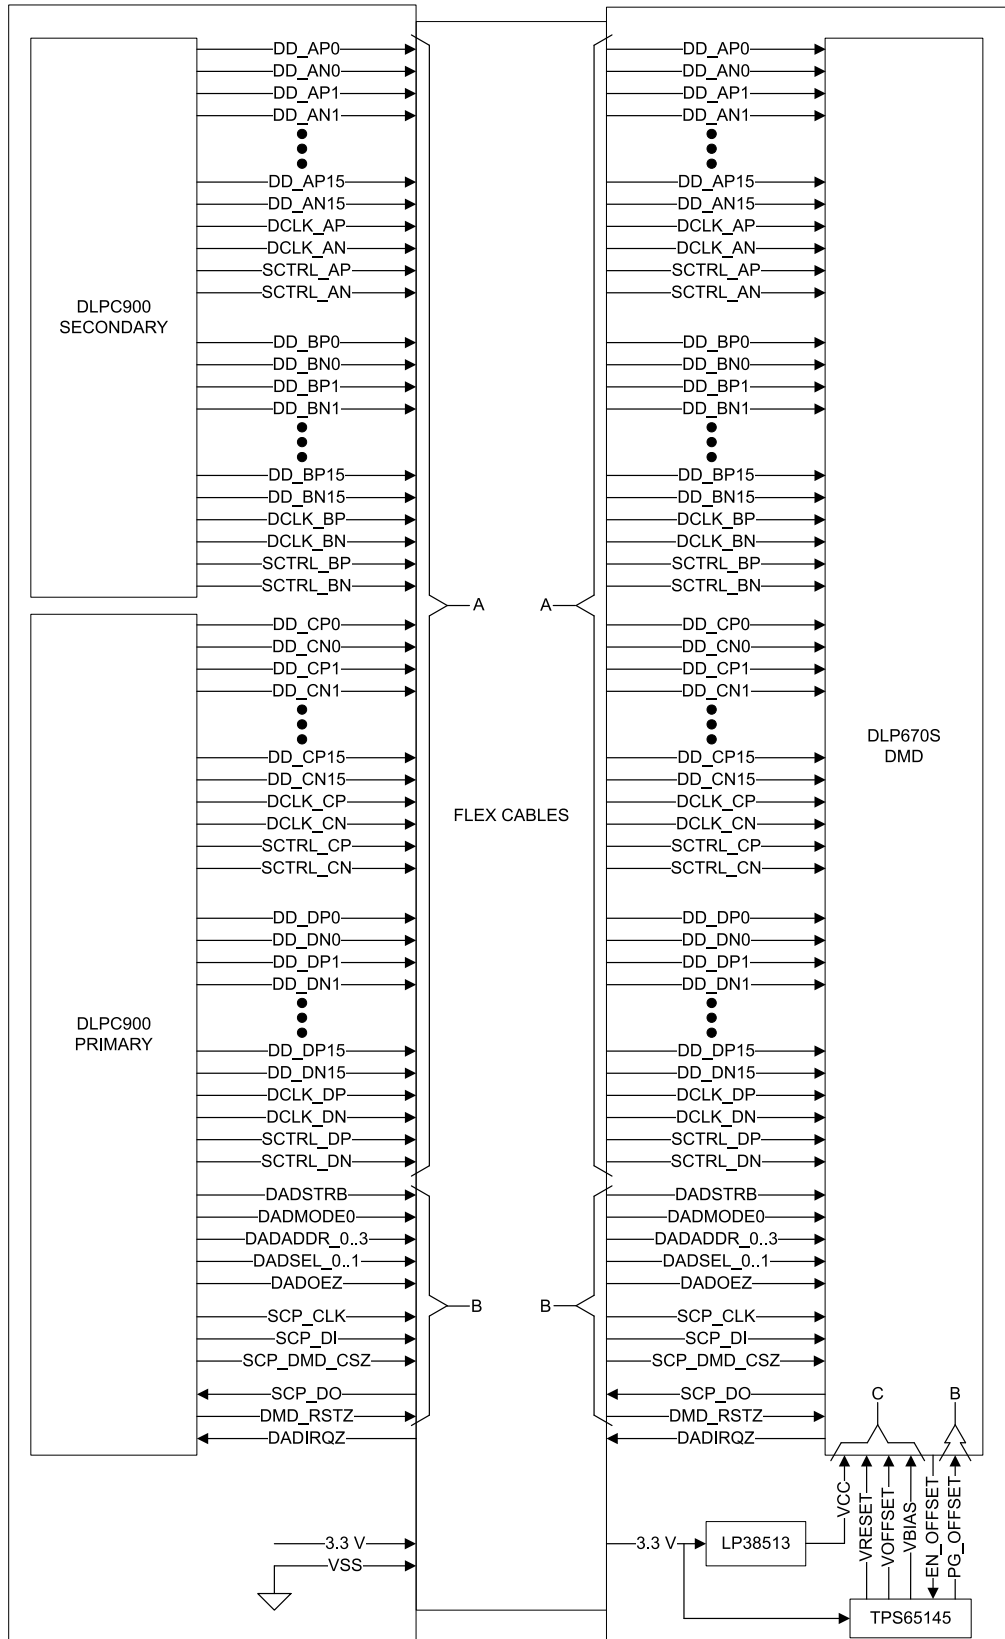 DD_AP0
DD_AN0
DD_AP1
DD_AN1
DD_AP15
DD_AN15
DCLK_AP
DCLK_AN
SCTRL_AP
SCTRL_AN
DLPC900
SECONDARY
DD_BP0
DD_BN0
DD_BP1
DD_BN1
DD_BP15
DD_BN15
DCLK_BP
DCLK_BN
SCTRL_BP
SCTRL_BN
DD_CP0
DD_CN0
DD_CP1
DD_CN1
DD_CP15
DD_CN15
DCLK_CP
DCLK_CN
SCTRL_CP
SCTRL_CN
DD_DP0
DD_DN0
DD_DP1
DD_DN1
DLPC900
PRIMARY
DD_DP15
DD_DN15
DCLK_DP
DCLK_DN
SCTRL_DP
SCTRL_DN
DADSTRB
DADMODE0
DADADDR_0..3
DADSEL_0..1
DADOEZ
SCP_CLK
SCP_DI
SCP_DMD_CSZ
SCP_DO
DMD_RSTZ
DADIRQZ
3.3 V
VSS
A
A
FLEX CABLES
B
B
DD_AP0
DD_AN0
DD_AP1
DD_AN1
DD_AP15
DD_AN15
DCLK_AP
DCLK_AN
SCTRL_AP
SCTRL_AN
DD_BP0
DD_BN0
DD_BP1
DD_BN1
DD_BP15
DD_BN15
DCLK_BP
DCLK_BN
SCTRL_BP
SCTRL_BN
DD_CP0
DD_CN0
DD_CP1
DD_CN1
DD_CP15
DD_CN15
DCLK_CP
DCLK_CN
SCTRL_CP
SCTRL_CN
DD_DP0
DD_DN0
DD_DP1
DD_DN1
DD_DP15
DD_DN15
DCLK_DP
DCLK_DN
SCTRL_DP
SCTRL_DN
DADSTRB
DADMODE0
DADADDR_0..3
DADSEL_0..1
DADOEZ
SCP_CLK
SCP_DI
SCP_DMD_CSZ
SCP_DO
DMD_RSTZ
DADIRQZ
DLP670S
DMD
C
B
3.3 V
LP38513
VCC
VRESET
VOFFSET
VBIAS
EN_OFFSET
PG_OFFSET
TPS65145